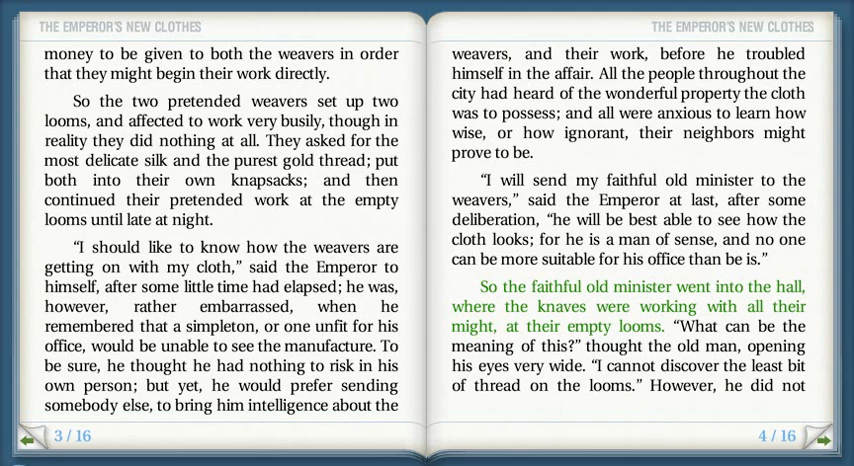 THE EMPEROR'S NEW CLOTHES
money to be given to both the weavers in order
that they might begin their work directly.
So the two pretended weavers set up two
looms, and affected to work very busily, though in
reality they did nothing at all. They asked for the
most delicate silk and the purest gold thread; put
both into their own knapsacks; and then
continued their pretended work at the empty
looms until late at night.
“I should like to know how the weavers are
getting on with my cloth,” said the Emperor to
himself, after some little time had elapsed; he was,
however, rather embarrassed, when he
remembered that a simpleton, or one unfit for his
office, would be unable to see the manufacture. To
be sure, he thought he had nothing to risk in his
own person; but yet, he would prefer sending
somebody else, to bring him intelligence about the
3 / 16
THE EMPEROR'S NEW CLOTHES
weavers, and their work, before he troubled
himself in the affair. All the people throughout the
city had heard of the wonderful property the cloth
was to possess; and all were anxious to learn how
wise, or how ignorant, their neighbors might
prove to be.
“I will send my faithful old minister to the
weavers,” said the Emperor at last, after some
deliberation, “he will be best able to see how the
cloth looks; for he is a man of sense, and no one
can be more suitable for his office than be is.”
So the faithful old minister went into the hall,
where the knaves were working with all their
might, at their empty looms. “What can be the
meaning of this?” thought the old man, opening
his eyes very wide. “I cannot discover the least bit
of thread on the looms.” However, he did not
4 / 16